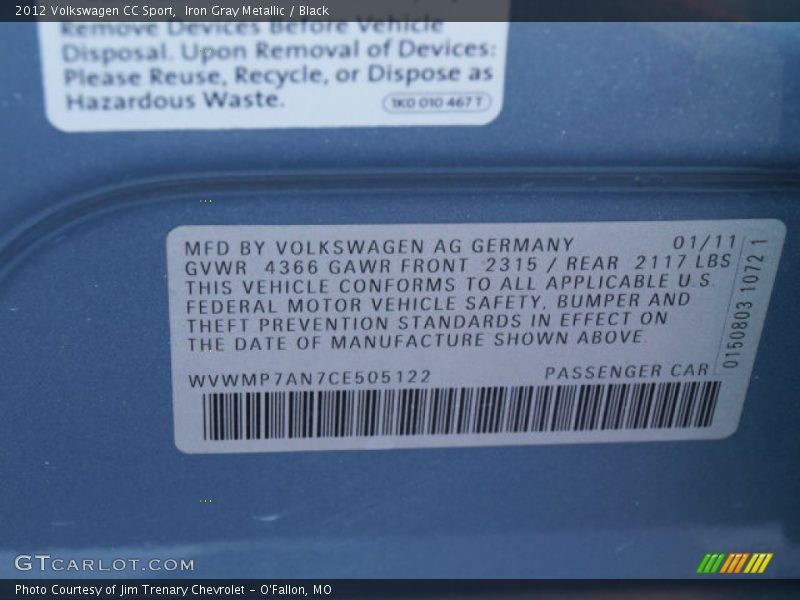 2012 Volkswagen CC Sport,  Iron Gray Metallic / Black
Remove Devices Before Vehicle
Disposal. Upon Removal of Devices:
Please Reuse, Recycle, or Dispose as
Hazardous Waste.
1K0 010 467 T
MFD BY VOLKSWAGEN AG GERMANY 01/11
GVWR 4366 GAWR FRONT 2315 / REAR 2117 LBS
THIS VEHICLE CONFORMS TO ALL APPLICABLE U.S.
FEDERAL MOTOR VEHICLE SAFETY, BUMPER AND
THEFT PREVENTION STANDARDS IN EFFECT ON
THE DATE OF MANUFACTURE SHOWN ABOVE.
WVWMP7AN7CE505122 PASSENGER CAR
0150803 1072 1
GTCARLOT.COM
Photo Courtesy of Jim Trenary Chevrolet - O'Fallon, MO